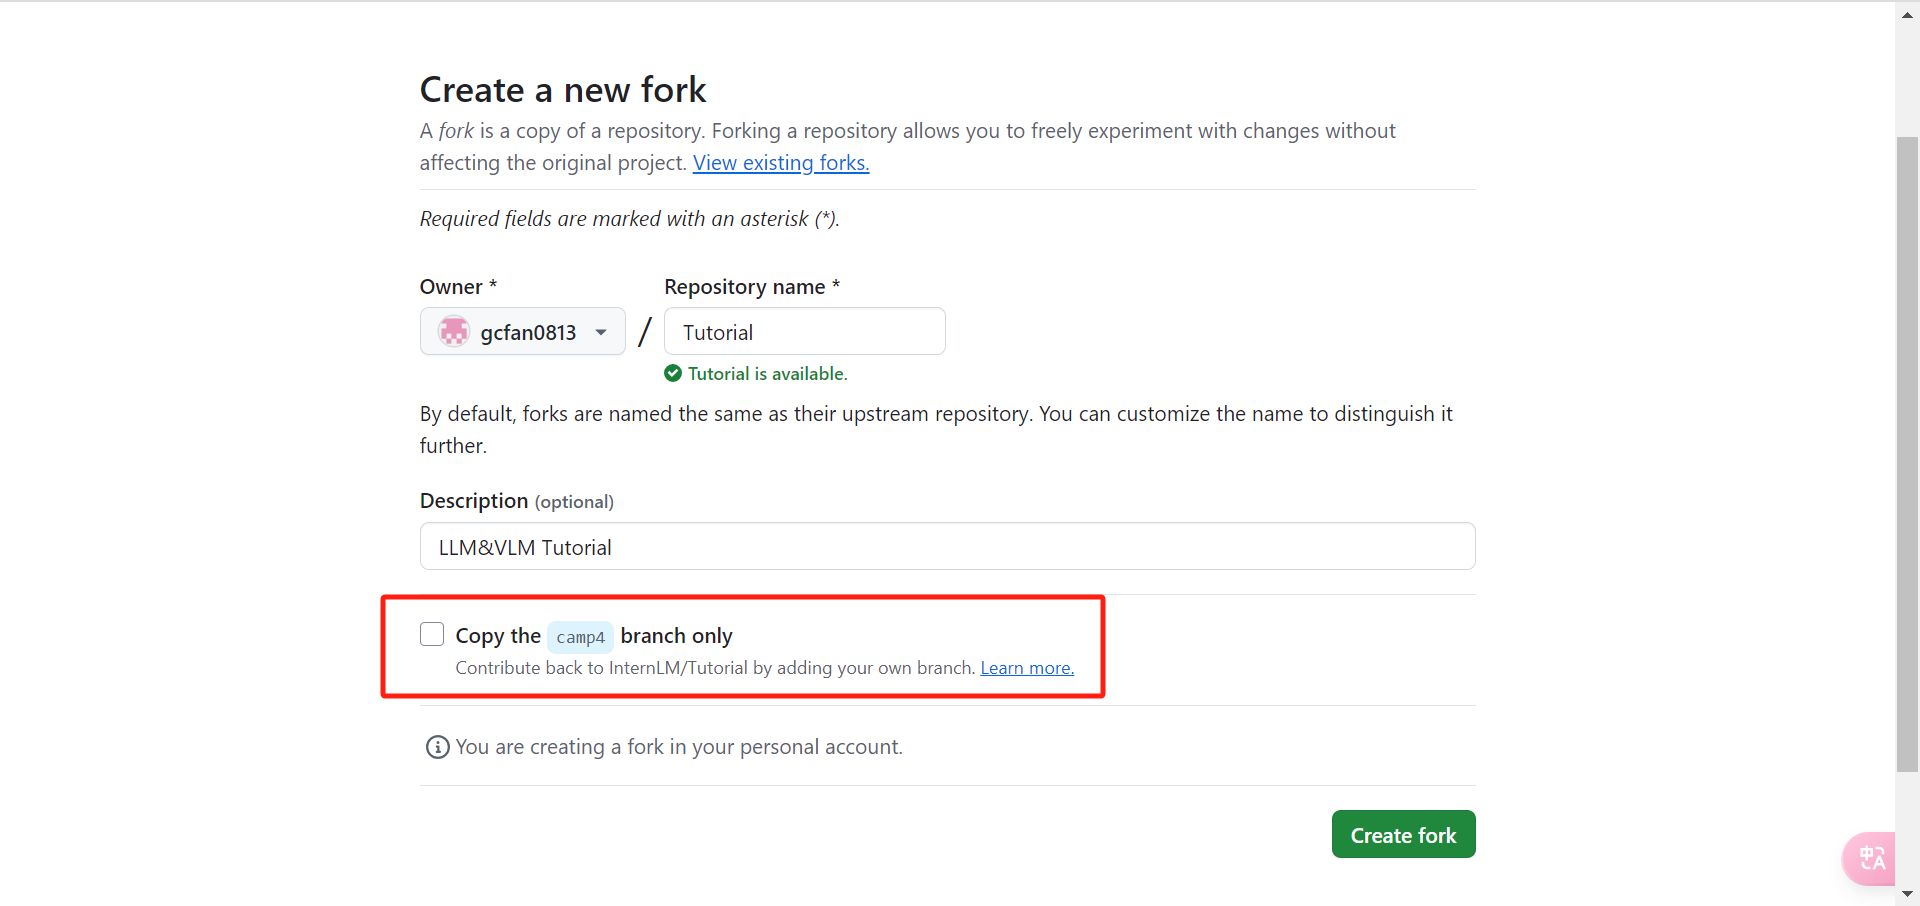 Create a new fork
A fork is a copy of a repository. Forking a repository allows you to freely experiment with changes without
affecting the original project. View existing forks.
Required fields are marked with an asterisk (*).
Owner *
Repository name *
gcfan0813
/
Tutorial
Tutorial is available.
By default, forks are named the same as their upstream repository. You can customize the name to distinguish it
further.
Description (optional)
LLM&VLM Tutorial
Copy the camp4 branch only
Contribute back to InternLM/Tutorial by adding your own branch. Learn more.
You are creating a fork in your personal account.
Create fork
中A